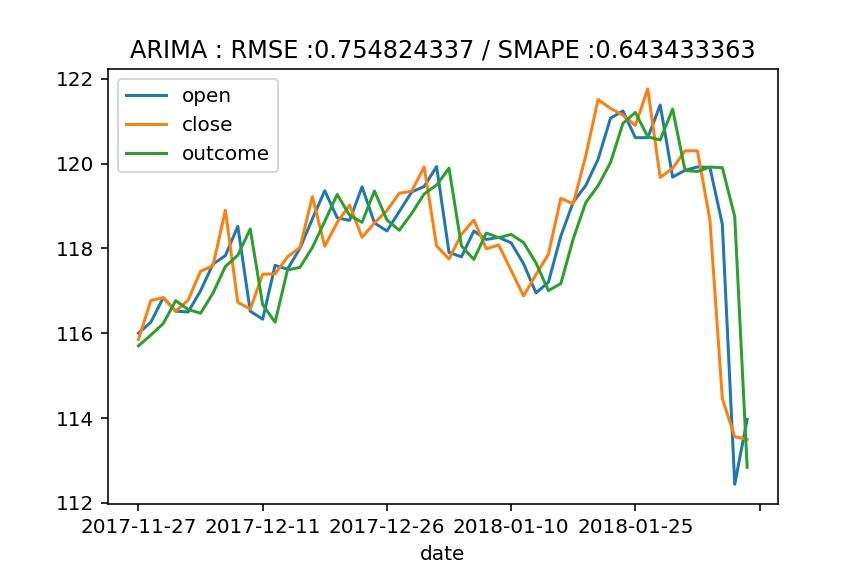 ARIMA : RMSE :0.754824337 / SMAPE :0.643433363
open
close
outcome
122
120
118
116
114
112
2017-11-27 2017-12-11 2017-12-26 2018-01-10 2018-01-25
date